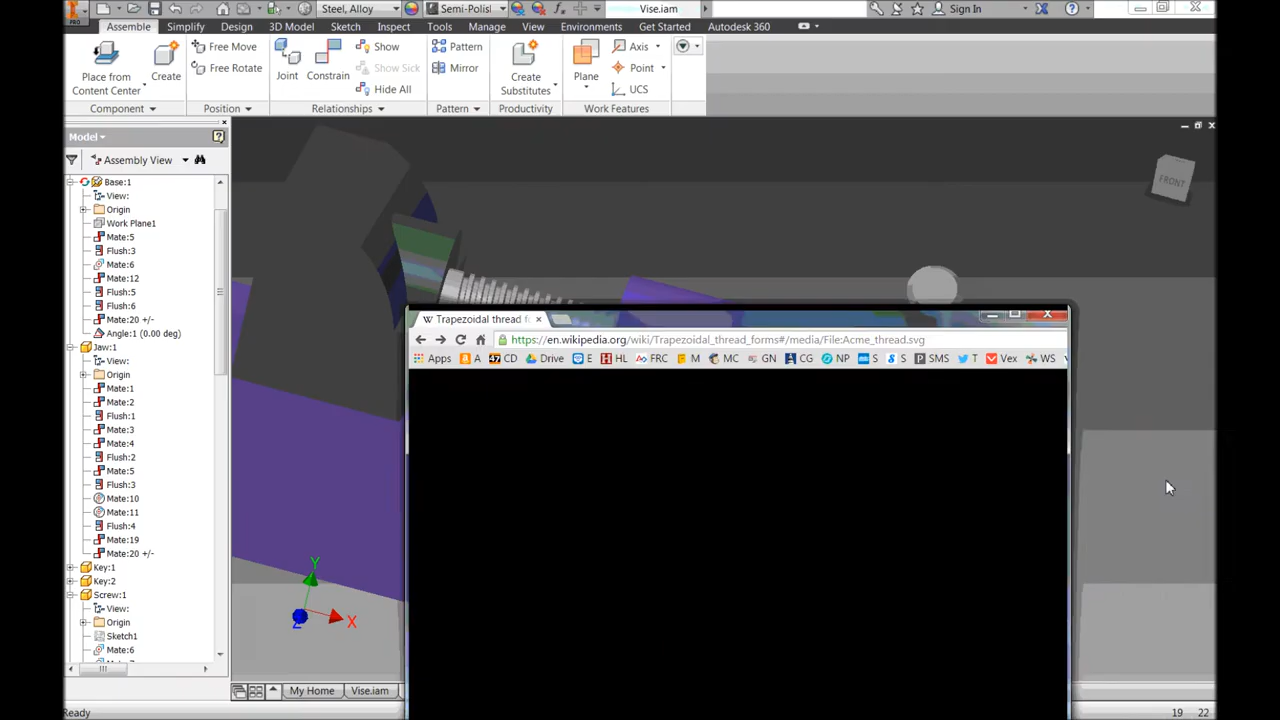 PRO
Steel, Alloy
Semi-Polisl
Vise.iam
Sign In
Assemble Simplify Design 3D Model Sketch Inspect Tools Manage View Environments Get Started Autodesk 360
Place from
Content Center
Create
Free Move
Free Rotate
Joint
Constrain
Show
Show Sick
Hide All
Pattern
Mirror
Create
Substitutes
Plane
Axis
Point
UCS
Component
Position
Relationships
Pattern
Productivity
Work Features
Model
Assembly View
Base:1
View:
Origin
Work Plane1
Mate:5
Flush:3
Mate:6
Mate:12
Flush:5
Flush:6
Mate:20 +/-
Angle:1 (0.00 deg)
Jaw:1
View:
Origin
Mate:1
Mate:2
Flush:1
Mate:3
Mate:4
Flush:2
Mate:5
Flush:3
Mate:10
Mate:11
Flush:4
Mate:19
Mate:20 +/-
Key:1
Key:2
Screw:1
View:
Origin
Sketch1
Mate:6
FRONT
Y
X
Z
W Trapezoidal thread f
https://en.wikipedia.org/wiki/Trapezoidal_thread_forms#/media/File:Acme_thread.svg
Apps A CD Drive E HL FRC M MC GN CG NP S S SMS T Vex WS
My Home Vise.iam
Ready
19 22